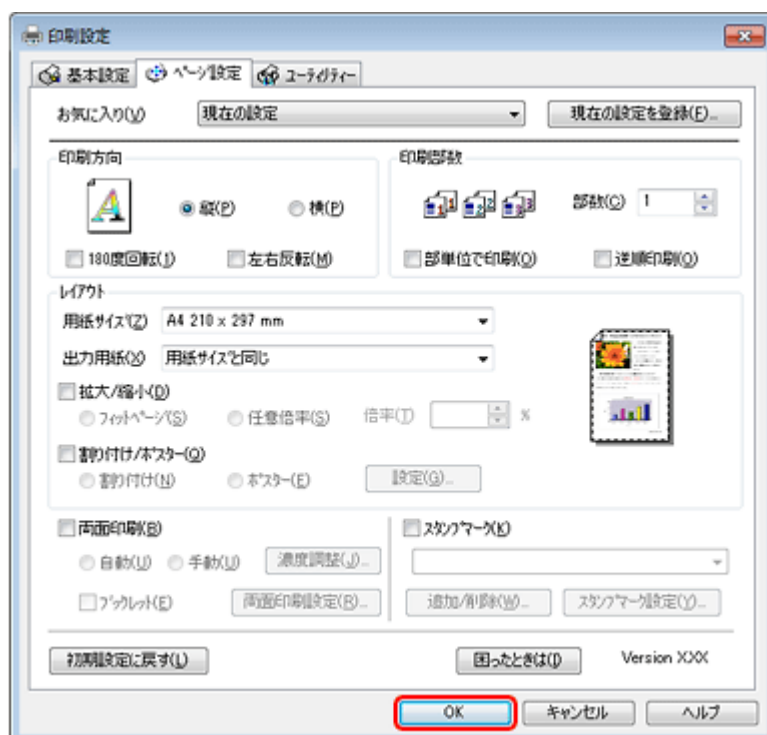 印刷設定
基本設定 ページ設定 ユーティリティー
お気に入り(V) 現在の設定 現在の設定を登録(F)...
印刷方向 印刷部数
縦(P) 横(P) 部数(C) 1
180度回転(1) 左右反転(M) 部単位で印刷(O) 逆順印刷(O)
レイアウト
用紙サイズ(Z) A4 210 x 297 mm
出力用紙(X) 用紙サイズと同じ
拡大/縮小(D)
フィットページ(S) 任意倍率(S) 倍率(T) %
割り付け/ポスター(Q)
割り付け(N) ポスター(E) 設定(G)...
両面印刷(B) スタンプマーク(K)
自動(U) 手動(U) 濃度調整(J)...
ブックレット(E) 両面印刷設定(R)... 追加/削除(W)... スタンプマーク設定(Y)...
初期設定に戻す(L) 困ったときは(I) Version XXX
OK キャンセル ヘルプ